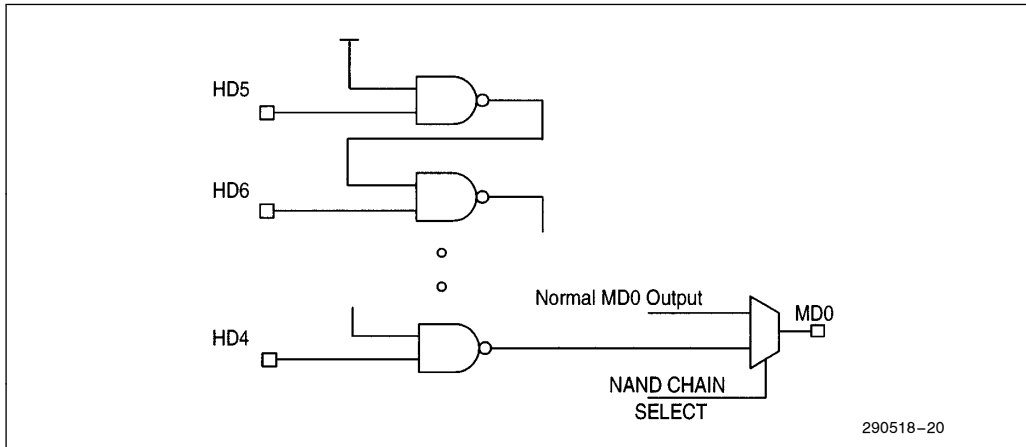 HD5
HD6
Normal MD0 Output
MD0
HD4
NAND CHAIN
SELECT
290518-20